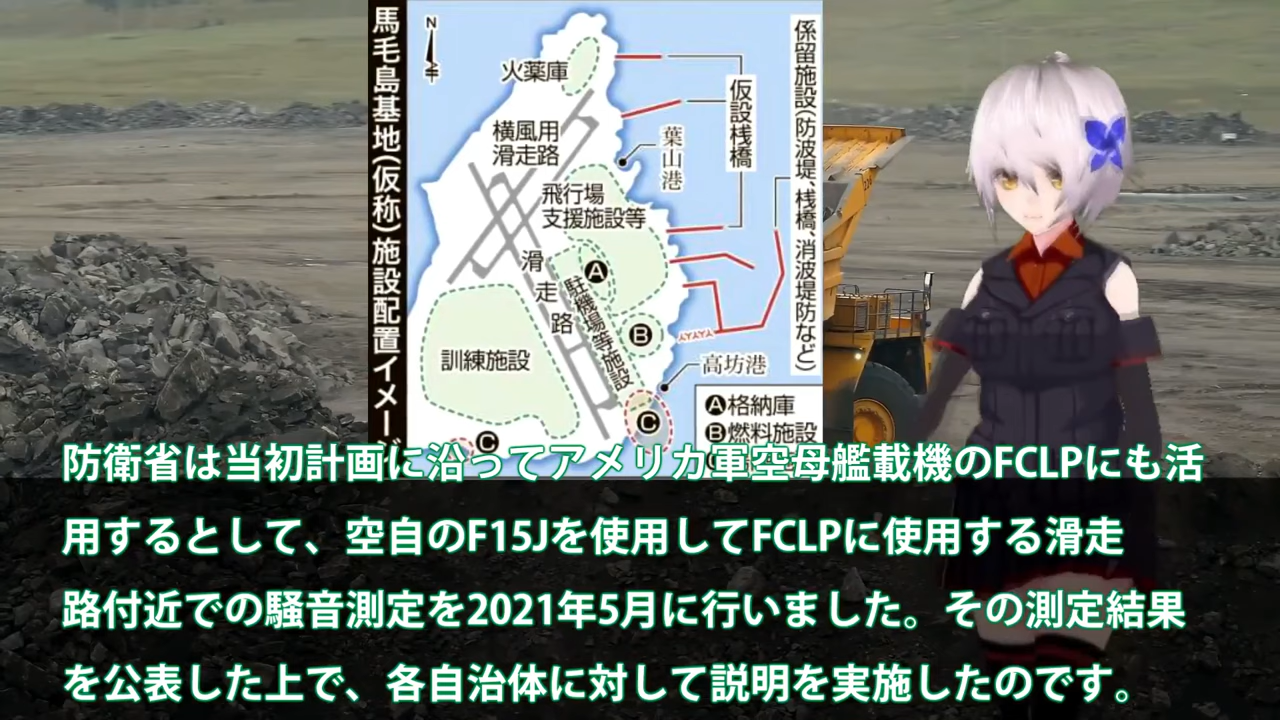 馬毛島基地(仮称)施設配置イメージ
N
火薬庫
横風用
滑走路
葉山港
仮設桟橋
係留施設(防波堤、桟橋、消波堤防など)
飛行場
支援施設等
滑走路
駐機場等施設
A
B
訓練施設
高坊港
C
C
A格納庫
B燃料施設
防衛省は当初計画に沿ってアメリカ軍空母艦載機のFCLPにも活
用するとして、空自のF15Jを使用してFCLPに使用する滑走
路付近での騒音測定を2021年5月に行いました。その測定結果
を公表した上で、各自治体に対して説明を実施したのです。